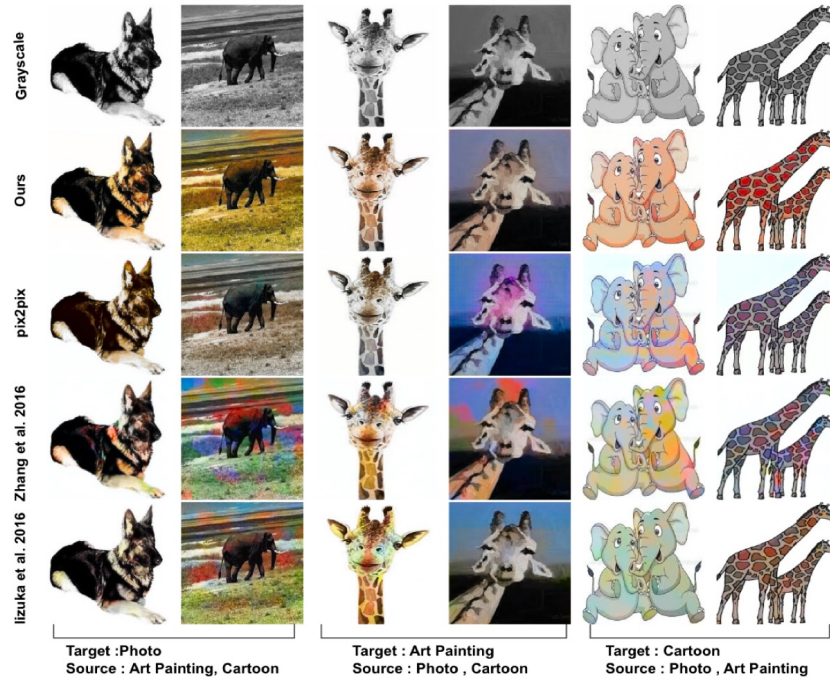 Grayscale
Ours
pix2pix
Zhang et al. 2016
Iizuka et al. 2016
Target :Photo
Source : Art Painting, Cartoon
Target : Art Painting
Source : Photo , Cartoon
Target : Cartoon
Source : Photo , Art Painting